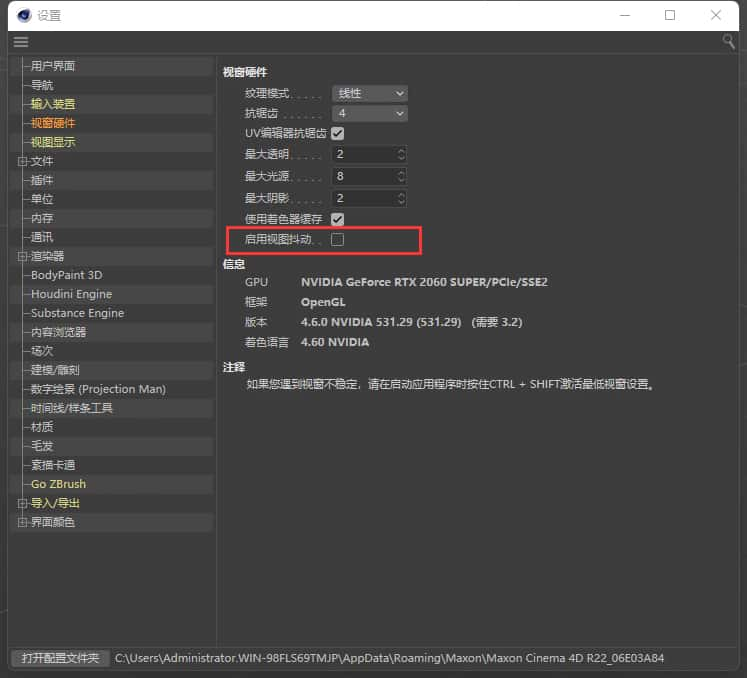 设置
用户界面
导航
输入装置
视窗硬件
视图显示
文件
插件
单位
内存
通讯
渲染器
BodyPaint 3D
Houdini Engine
Substance Engine
内容浏览器
场次
建模/雕刻
数字绘景 (Projection Man)
时间线/样条工具
材质
毛发
素描卡通
Go ZBrush
导入/导出
界面颜色
视窗硬件
纹理模式. . . . . 线性
抗锯齿 . . . . . . 4
UV编辑器抗锯齿
最大透明. . . . . 2
最大光源. . . . . 8
最大阴影. . . . . 2
使用着色器缓存
启用视图抖动. .
信息
GPU NVIDIA GeForce RTX 2060 SUPER/PCIe/SSE2
框架 OpenGL
版本 4.6.0 NVIDIA 531.29 (531.29) (需要 3.2)
着色语言 4.60 NVIDIA
注释
如果您遇到视窗不稳定，请在启动应用程序时按住CTRL + SHIFT激活最低视窗设置。
打开配置文件夹 C:\Users\Administrator.WIN-98FLS69TMJP\AppData\Roaming\Maxon\Maxon Cinema 4D R22_06E03A84